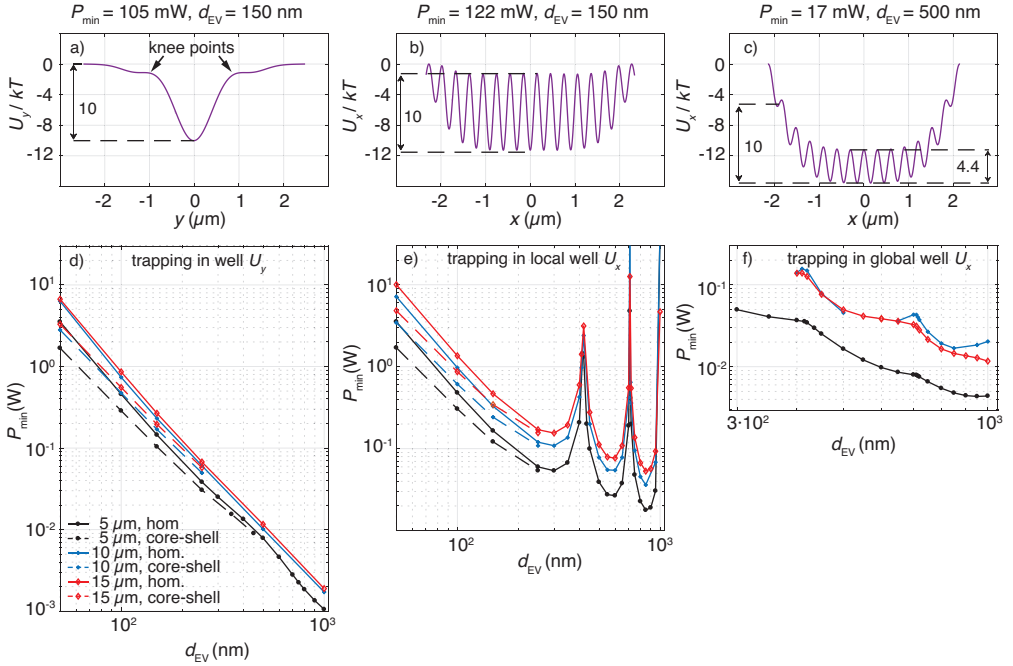 P_min = 105 mW, d_EV = 150 nm
P_min = 122 mW, d_EV = 150 nm
P_min = 17 mW, d_EV = 500 nm
a)
knee points
0
-4
-8
-12
10
U_y / kT
-2
-1
0
1
2
y (µm)
b)
0
-4
-8
-12
10
U_x / kT
-2
-1
0
1
2
x (µm)
c)
0
-4
-8
-12
10
4.4
U_x / kT
-2
-1
0
1
2
x (µm)
d)
trapping in well U_y
10^1
10^0
10^-1
10^-2
10^-3
P_min (W)
5 µm, hom
5 µm, core-shell
10 µm, hom.
10 µm, core-shell
15 µm, hom.
15 µm, core-shell
10^2
10^3
d_EV (nm)
e)
trapping in local well U_x
10^1
10^0
10^-1
P_min (W)
10^2
10^3
d_EV (nm)
f)
trapping in global well U_x
10^-1
10^-2
P_min (W)
3·10^2
10^3
d_EV (nm)